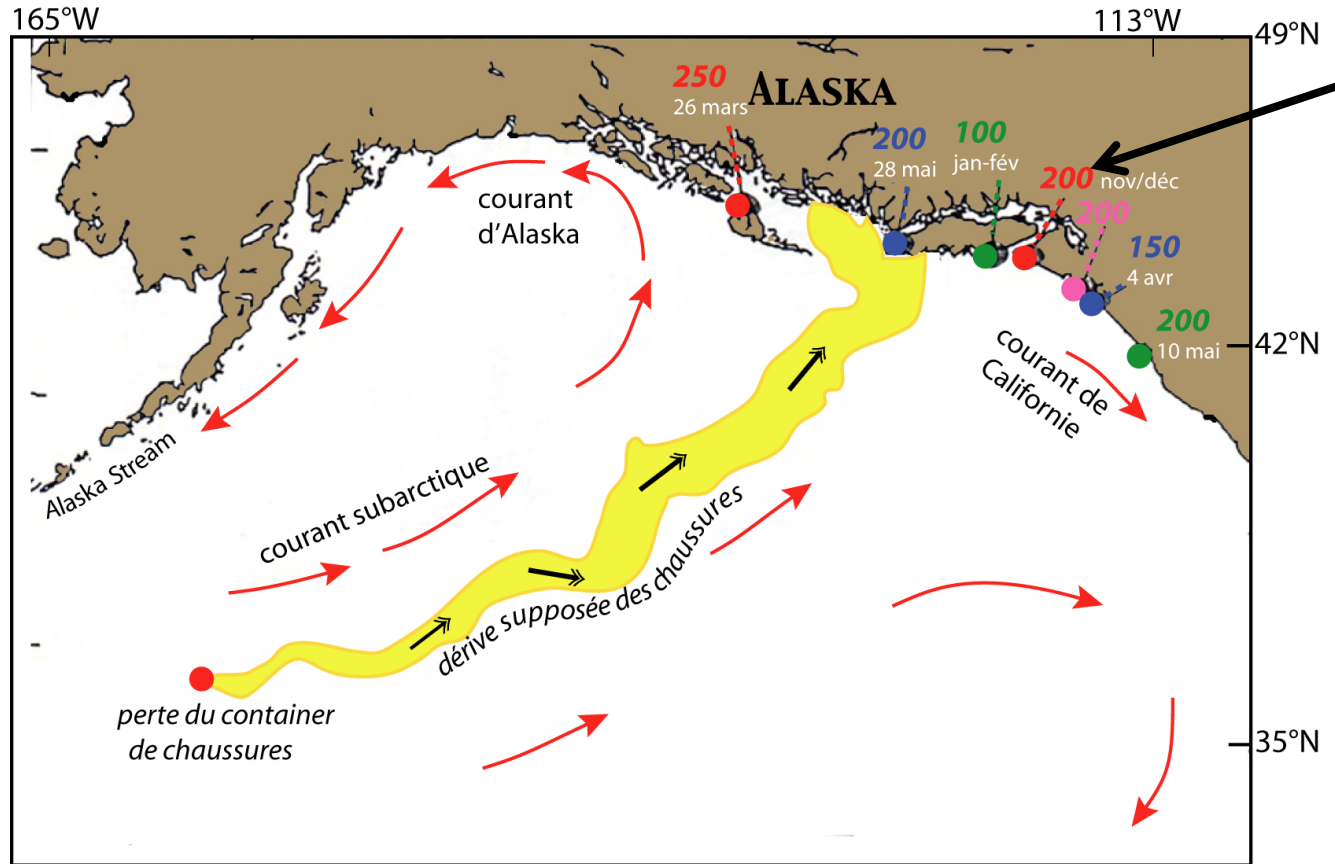 165°W
113°W
49°N
250
26 mars
ALASKA
200
28 mai
100
jan-fév
200 nov/déc
200
150
4 avr
200
10 mai
42°N
courant
d'Alaska
courant de
Californie
Alaska Stream
courant subarctique
dérive supposée des chaussures
perte du container
de chaussures
35°N